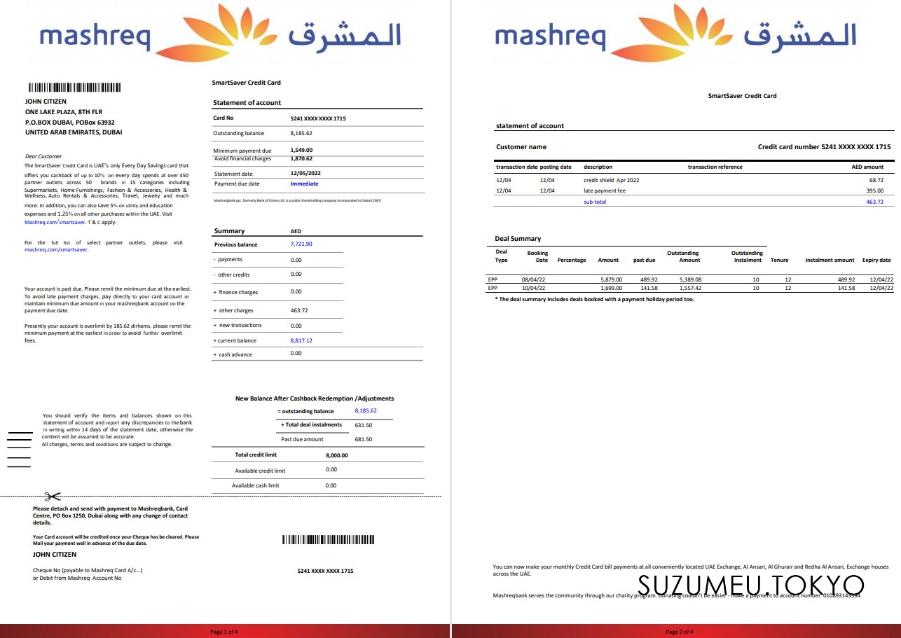 mashreq المشرق
SmartSaver Credit Card
JOHN CITIZEN
ONE LAKE PLAZA, 8TH FLR
P.O.BOX DUBAI, POBox 63932
UNITED ARAB EMIRATES, DUBAI
Dear Customer
The SmartSaver Credit Card is UAE's only Every Day Savings card that
offers you cashback of up to 10% on every day spends at over 450
partner outlets across 50 brands in 15 categories including
Supermarkets, Home Furnishings, Fashion & Accessories, Health &
Wellness, Auto Rentals & Accessories, Travel, Jewelry and much
more. In addition, you can also save 5% on utility and education
expenses and 1.25% on all other purchases within the UAE. Visit
Mashreq.com/smartsaver. T & C apply.
For the full list of select partner outlets, please visit
mashreq.com/smartsaver.
Your account is past due. Please remit the minimum due at the earliest.
To avoid late payment charges, pay directly to your card account or
maintain minimum due amount in your mashreqbank account on the
payment due date.
Presently your account is overlimit by 185.62 dirhams. please remit the
minimum payment at the earliest in order to avoid further overlimit
fees.
You should verify the items and balances shown on this
statement of account and report any discrepancies to the bank
in writing within 14 days of the statement date, otherwise the
content will be assumed to be accurate.
All charges, terms and conditions are subject to change.
Statement of account
Card No 5241 XXXX XXXX 1715
Outstanding balance 8,185.62
Minimum payment due 1,549.00
Avoid financial charges 1,870.62
Statement date 12/05/2022
Payment due date Immediate
Summary AED
Previous balance 7,721.90
- payments 0.00
- other credits 0.00
+ finance charges 0.00
+ other charges 463.72
+ new transactions 0.00
+ current balance 8,817.12
+ cash advance 0.00
New Balance After Cashback Redemption /Adjustments
= outstanding balance 8,185.62
+ Total deal instalments 631.50
Past due amount 681.50
Total credit limit 8,000.00
Available credit limit 0.00
Available cash limit 0.00
Please detach and send with payment to Mashreqbank, Card
Centre, PO Box 1250, Dubai along with any change of contact
details.
Your Card account will be credited once your Cheque has be cleared. Please
Mail your payment well in advance of the due date.
JOHN CITIZEN
Cheque No (payable to Mashreq Card A/c...)
or Debit from Mashreq Account No
5241 XXXX XXXX 1715
Page 1 of 4
mashreq المشرق
SmartSaver Credit Card
statement of account
Customer name Credit card number 5241 XXXX XXXX 1715
transaction date posting date description transaction reference AED amount
12/04 12/04 credit shield Apr 2022 68.72
12/04 12/04 late payment fee 395.00
sub-total 463.72
Deal Summary
Deal Type Booking Date Percentage Amount past due Outstanding Amount Outstanding Instalment Tenure Instalment amount Expiry date
EPP 08/04/22 5,879.00 489.92 5,389.08 10 12 489.92 12/04/22
EPP 10/04/22 1,699.00 141.58 1,557.42 10 12 141.58 12/04/22
* The deal summary includes deals booked with a payment holiday period too.
You can now make your monthly Credit Card bill payments at all conveniently located UAE Exchange, Al Ghurair and Redha Al Ansari, Exchange houses
across the UAE.
Mashreqbank serves the community through our charity program. Donating couldn't be easier - make a payment to account number
SUZUMEU.TOKYO
Page 2 of 4